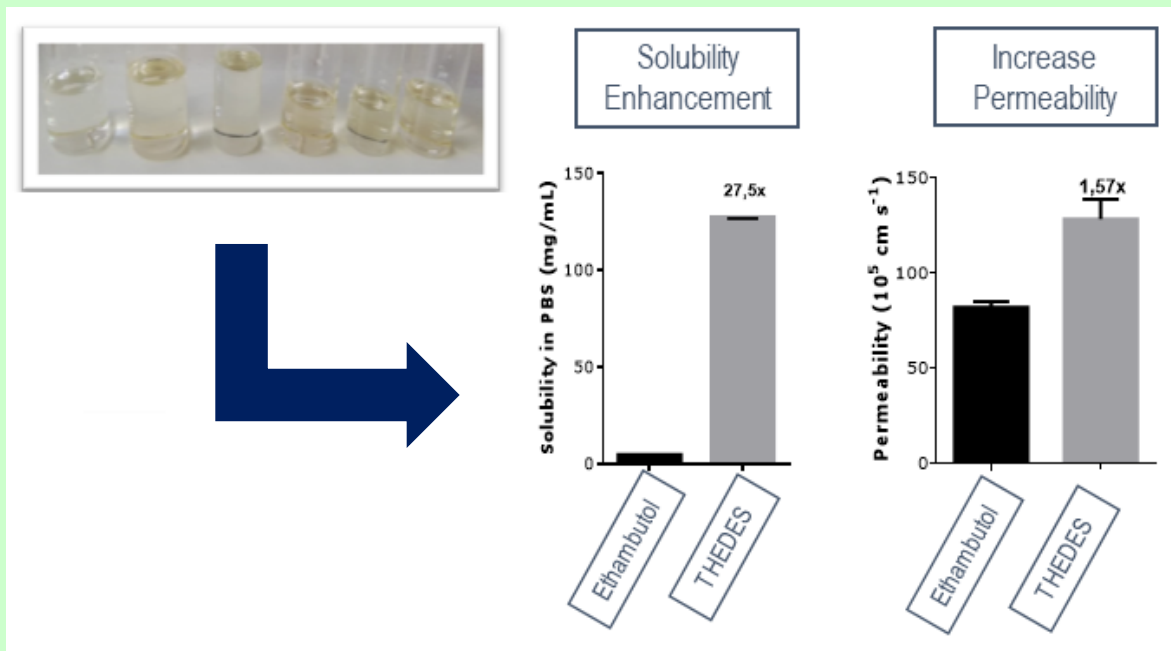 Solubility
Enhancement
Increase
Permeability
Solubility in PBS (mg/mL)
150
100
50
0
27,5x
Ethambutol
THEDES
Permeability (10⁵ cm s⁻¹)
150
100
50
0
1,57x
Ethambutol
THEDES